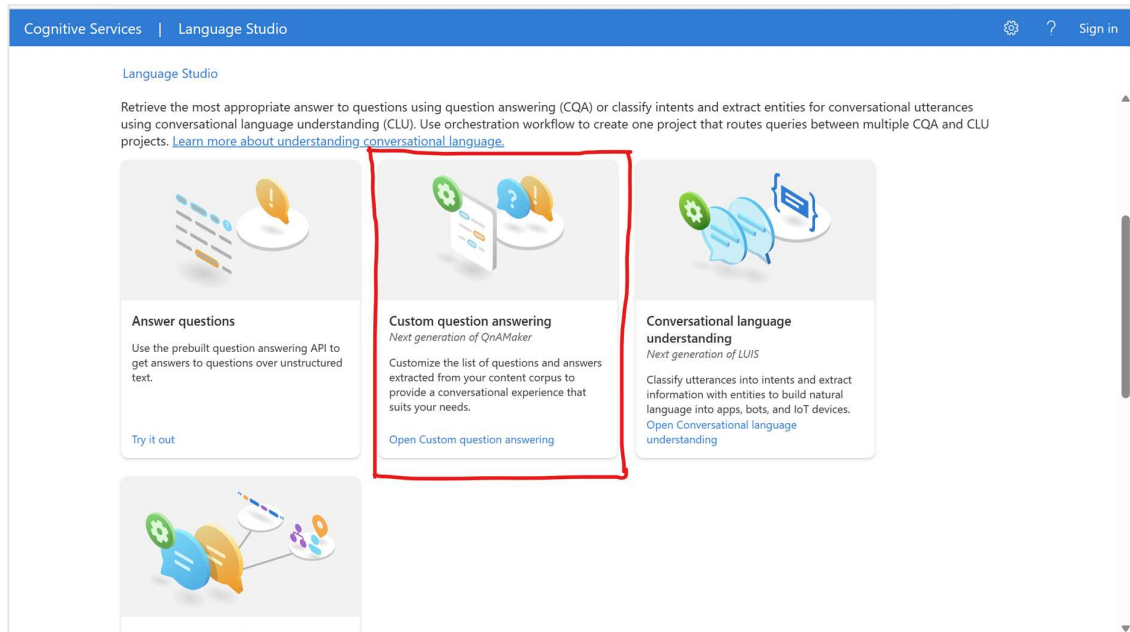 Cognitive Services | Language Studio ? Sign in
Language Studio
Retrieve the most appropriate answer to questions using question answering (CQA) or classify intents and extract entities for conversational utterances
using conversational language understanding (CLU). Use orchestration workflow to create one project that routes queries between multiple CQA and CLU
projects. Learn more about understanding conversational language.
Answer questions
Use the prebuilt question answering API to
get answers to questions over unstructured
text.
Try it out
Custom question answering
Next generation of QnAMaker
Customize the list of questions and answers
extracted from your content corpus to
provide a conversational experience that
suits your needs.
Open Custom question answering
Conversational language
understanding
Next generation of LUIS
Classify utterances into intents and extract
information with entities to build natural
language into apps, bots, and IoT devices.
Open Conversational language
understanding